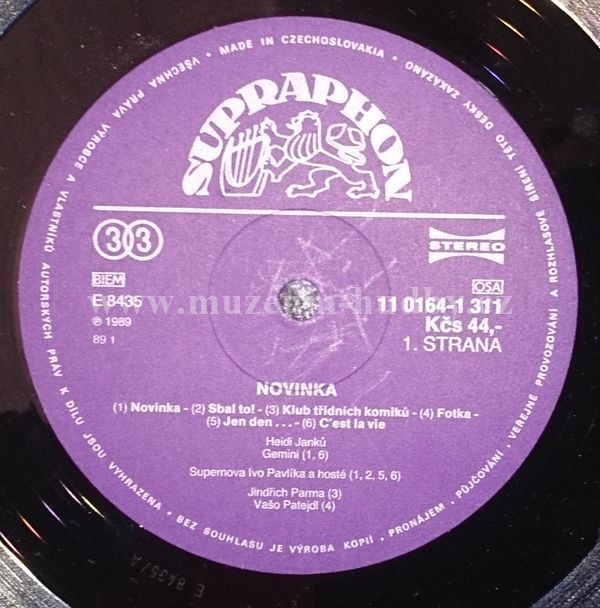 VŠECHNA PRÁVA VÝROBCE A VLASTNÍKŮ AUTORSKÝCH PRÁV K DÍLU JSOU VYHRAZENA • BEZ SOUHLASU JE VÝROBA KOPIÍ, PRONÁJEM, PŮJČOVÁNÍ, VEŘEJNÉ PROVOZOVÁNÍ A ROZHLASOVÉ ŠÍŘENÍ TÉTO DESKY ZAKÁZÁNO • MADE IN CZECHOSLOVAKIA •
SUPRAPHON
33
STEREO
BIEM
OSA
E 8435
11 0164-1 311
℗ 1989
Kčs 44,-
89 1
1. STRANA
NOVINKA
(1) Novinka - (2) Sbal to! - (3) Klub třídních komiků - (4) Fotka -
(5) Jen den . . . - (6) C'est la vie
Heidi Janků
Gemini (1, 6)
Supernova Ivo Pavlíka a hosté (1, 2, 5, 6)
Jindřich Parma (3)
Vašo Patejdl (4)
E 8435/A